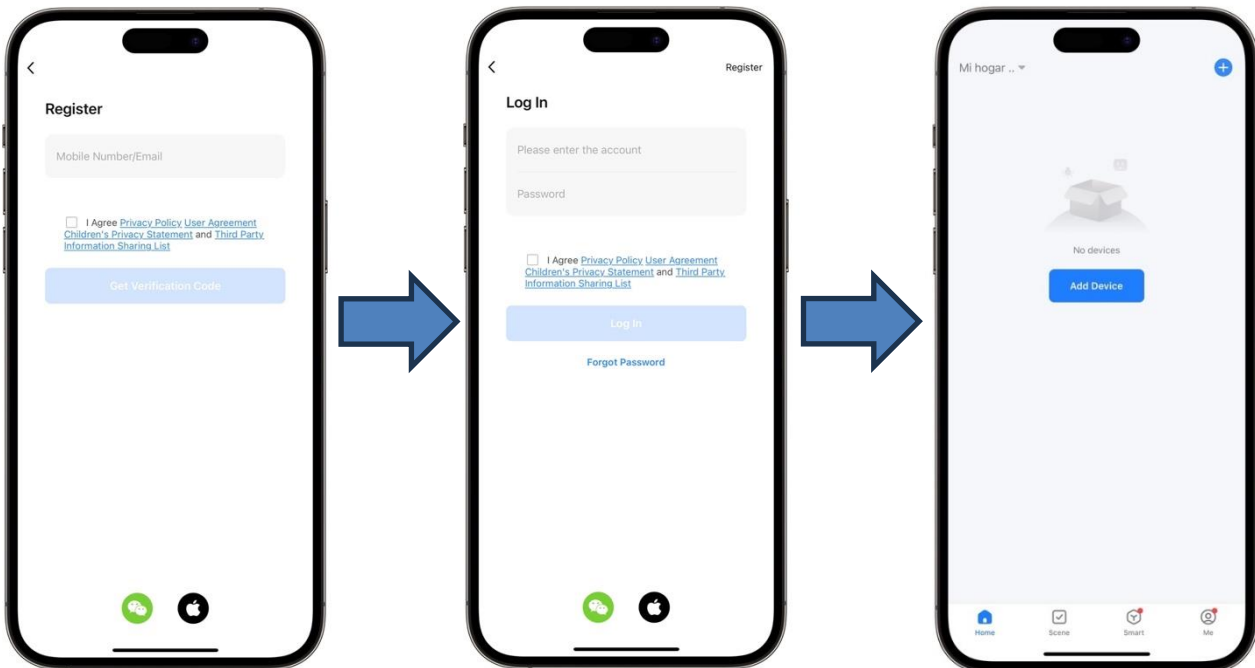 Register
Mobile Number/Email
I Agree Privacy Policy User Agreement
Children's Privacy Statement and Third Party
Information Sharing List
Get Verification Code
Register
Log In
Please enter the account
Password
I Agree Privacy Policy User Agreement
Children's Privacy Statement and Third Party
Information Sharing List
Log In
Forgot Password
Mi hogar ..
No devices
Add Device
Home
Scene
Smart
Me